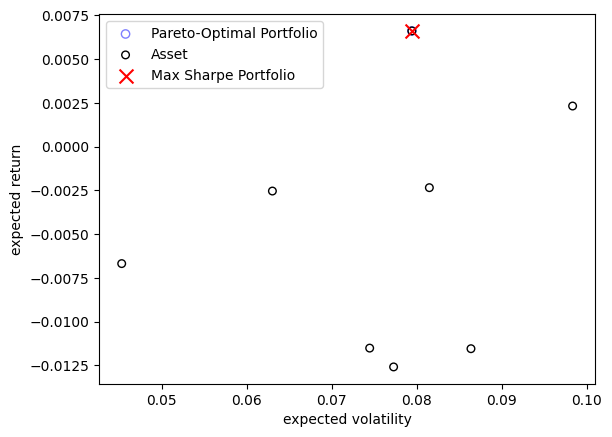 Pareto-Optimal Portfolio
Asset
Max Sharpe Portfolio
0.0075
0.0050
0.0025
0.0000
−0.0025
−0.0050
−0.0075
−0.0100
−0.0125
expected return
0.05 0.06 0.07 0.08 0.09 0.10
expected volatility